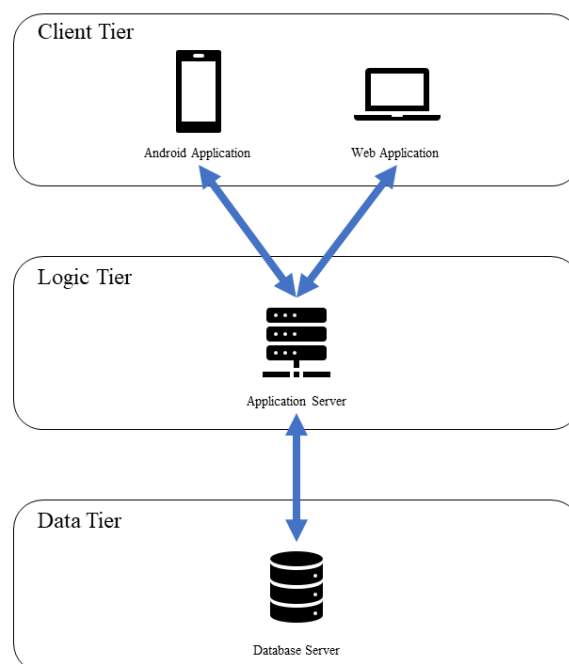 Client Tier
Android Application
Web Application
Logic Tier
Application Server
Data Tier
Database Server